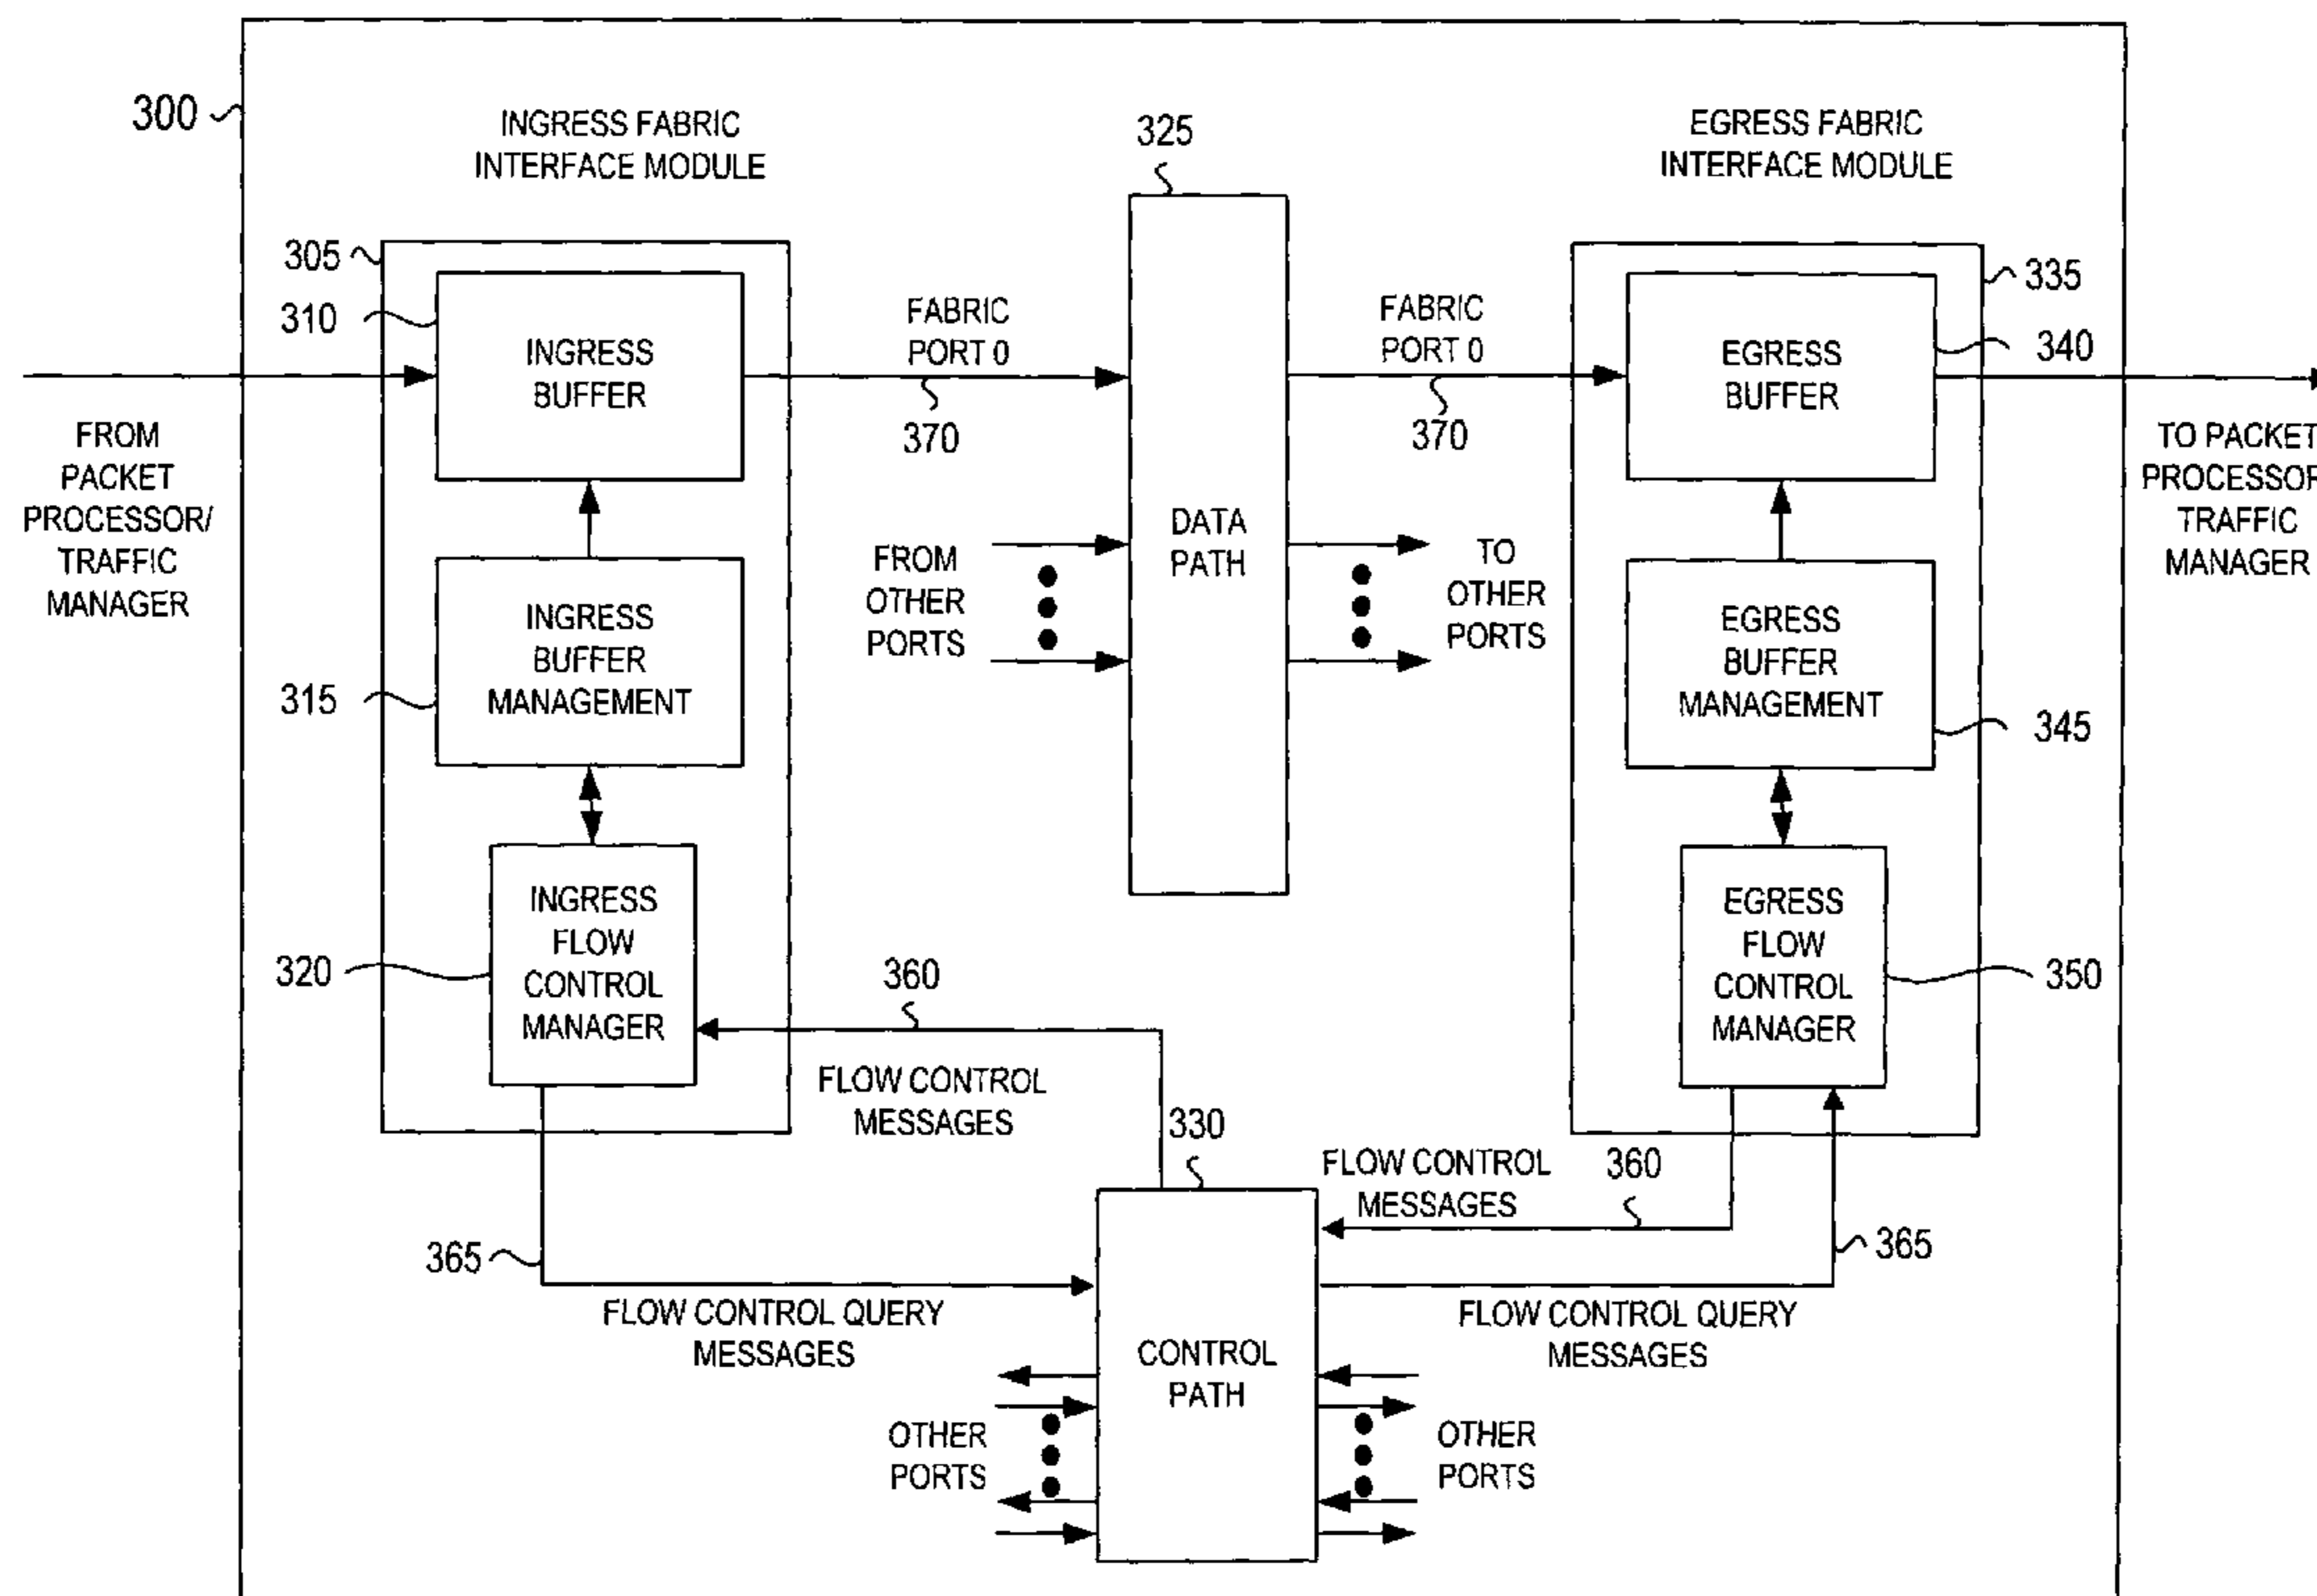 300
INGRESS FABRIC
INTERFACE MODULE
325
EGRESS FABRIC
INTERFACE MODULE
305
310
INGRESS
BUFFER
FABRIC
PORT 0
370
FABRIC
PORT 0
370
335
EGRESS
BUFFER
340
FROM
PACKET
PROCESSOR/
TRAFFIC
MANAGER
TO PACKET
PROCESSOR
TRAFFIC
MANAGER
DATA
PATH
FROM
OTHER
PORTS
TO
OTHER
PORTS
INGRESS
BUFFER
MANAGEMENT
315
EGRESS
BUFFER
MANAGEMENT
345
INGRESS
FLOW
CONTROL
MANAGER
320
EGRESS
FLOW
CONTROL
MANAGER
350
360
FLOW CONTROL
MESSAGES
330
FLOW CONTROL
MESSAGES
360
365
FLOW CONTROL QUERY
MESSAGES
365
FLOW CONTROL QUERY
MESSAGES
CONTROL
PATH
OTHER
PORTS
OTHER
PORTS